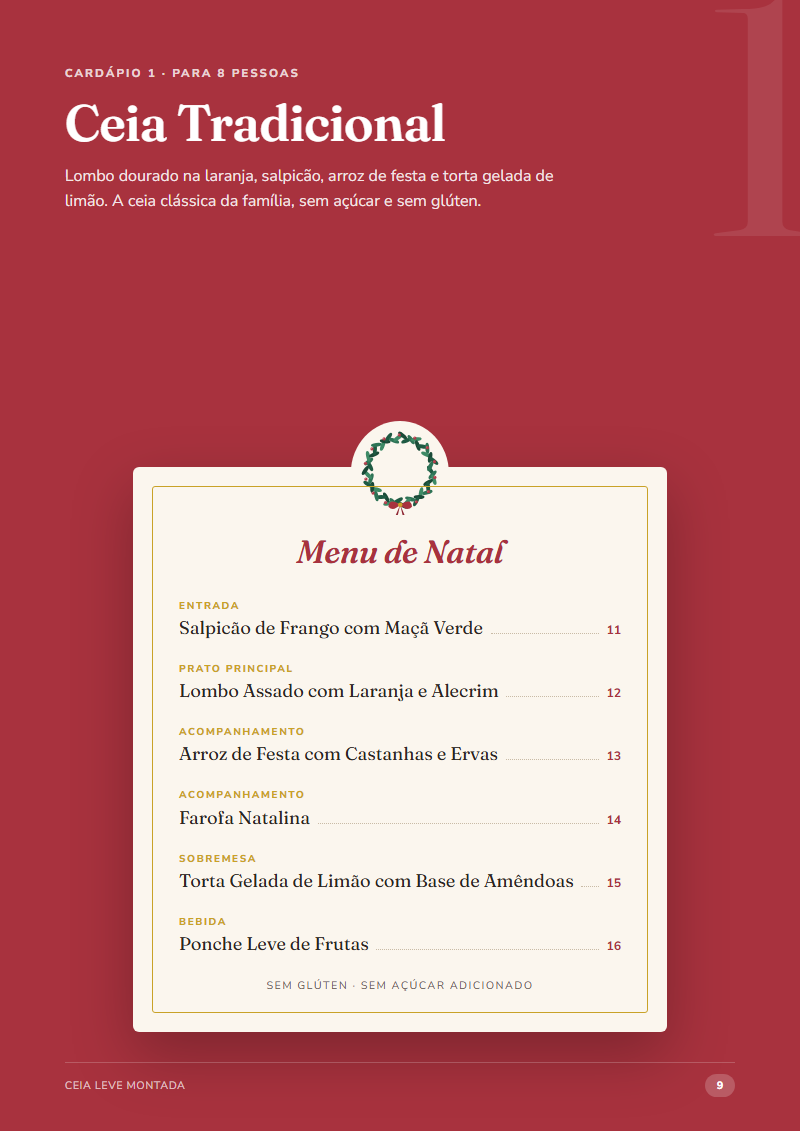 1
CARDÁPIO 1 · PARA 8 PESSOAS
Ceia Tradicional
Lombo dourado na laranja, salpicão, arroz de festa e torta gelada de
limão. A ceia clássica da família, sem açúcar e sem glúten.
Menu de Natal
ENTRADA
Salpicão de Frango com Maçã Verde 11
PRATO PRINCIPAL
Lombo Assado com Laranja e Alecrim 12
ACOMPANHAMENTO
Arroz de Festa com Castanhas e Ervas 13
ACOMPANHAMENTO
Farofa Natalina 14
SOBREMESA
Torta Gelada de Limão com Base de Amêndoas 15
BEBIDA
Ponche Leve de Frutas 16
SEM GLÚTEN · SEM AÇÚCAR ADICIONADO
CEIA LEVE MONTADA 9